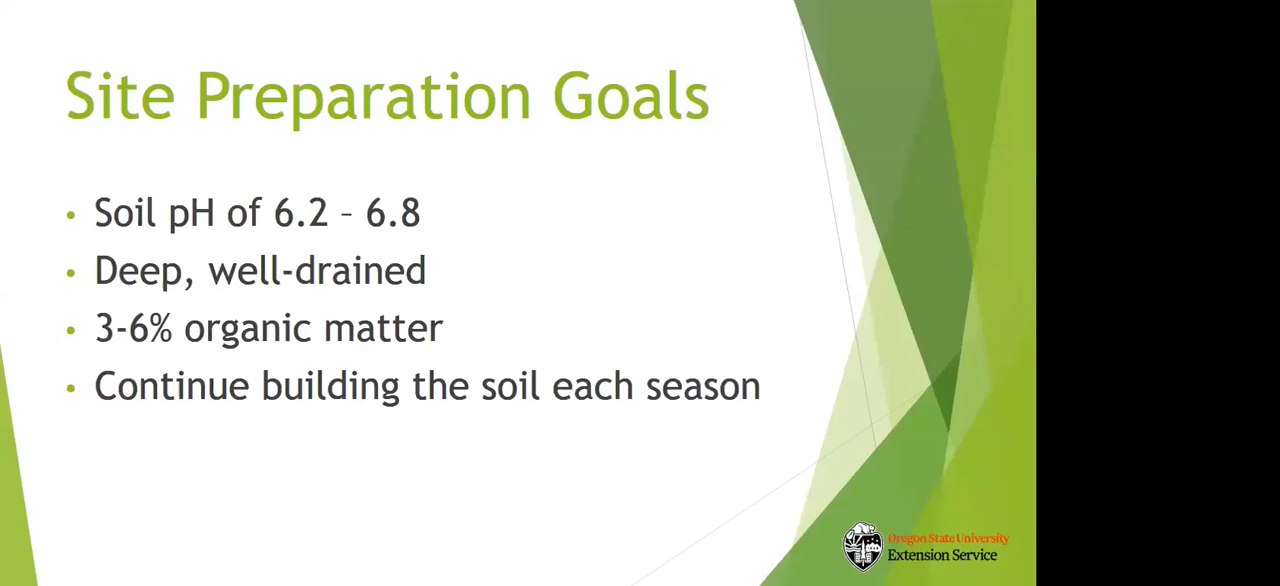 Site Preparation Goals
• Soil pH of 6.2 – 6.8
• Deep, well-drained
• 3-6% organic matter
• Continue building the soil each season
Oregon State University
Extension Service